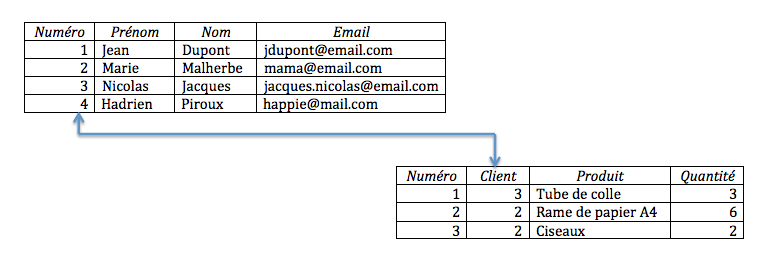 Numéro Prénom Nom Email
1 Jean Dupont jdupont@email.com
2 Marie Malherbe mama@email.com
3 Nicolas Jacques jacques.nicolas@email.com
4 Hadrien Piroux happie@mail.com
Numéro Client Produit Quantité
1 3 Tube de colle 3
2 2 Rame de papier A4 6
3 2 Ciseaux 2